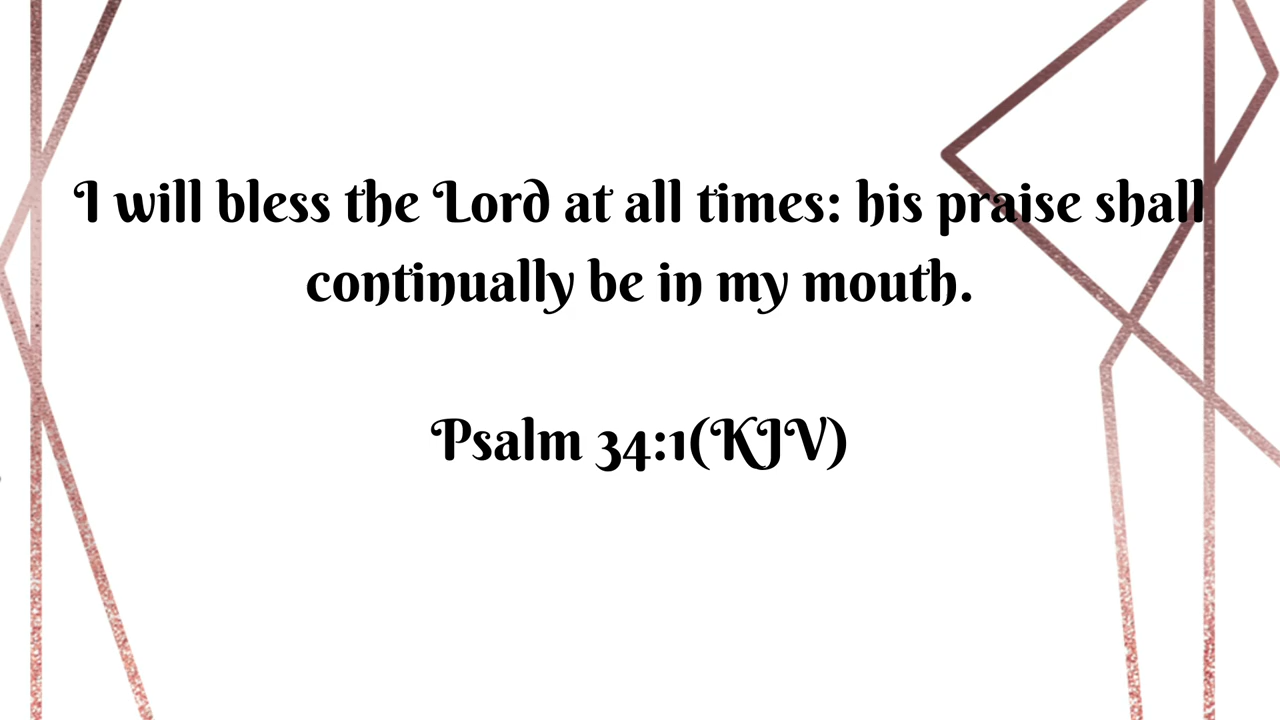 I will bless the Lord at all times: his praise shall
continually be in my mouth.
Psalm 34:1(KJV)